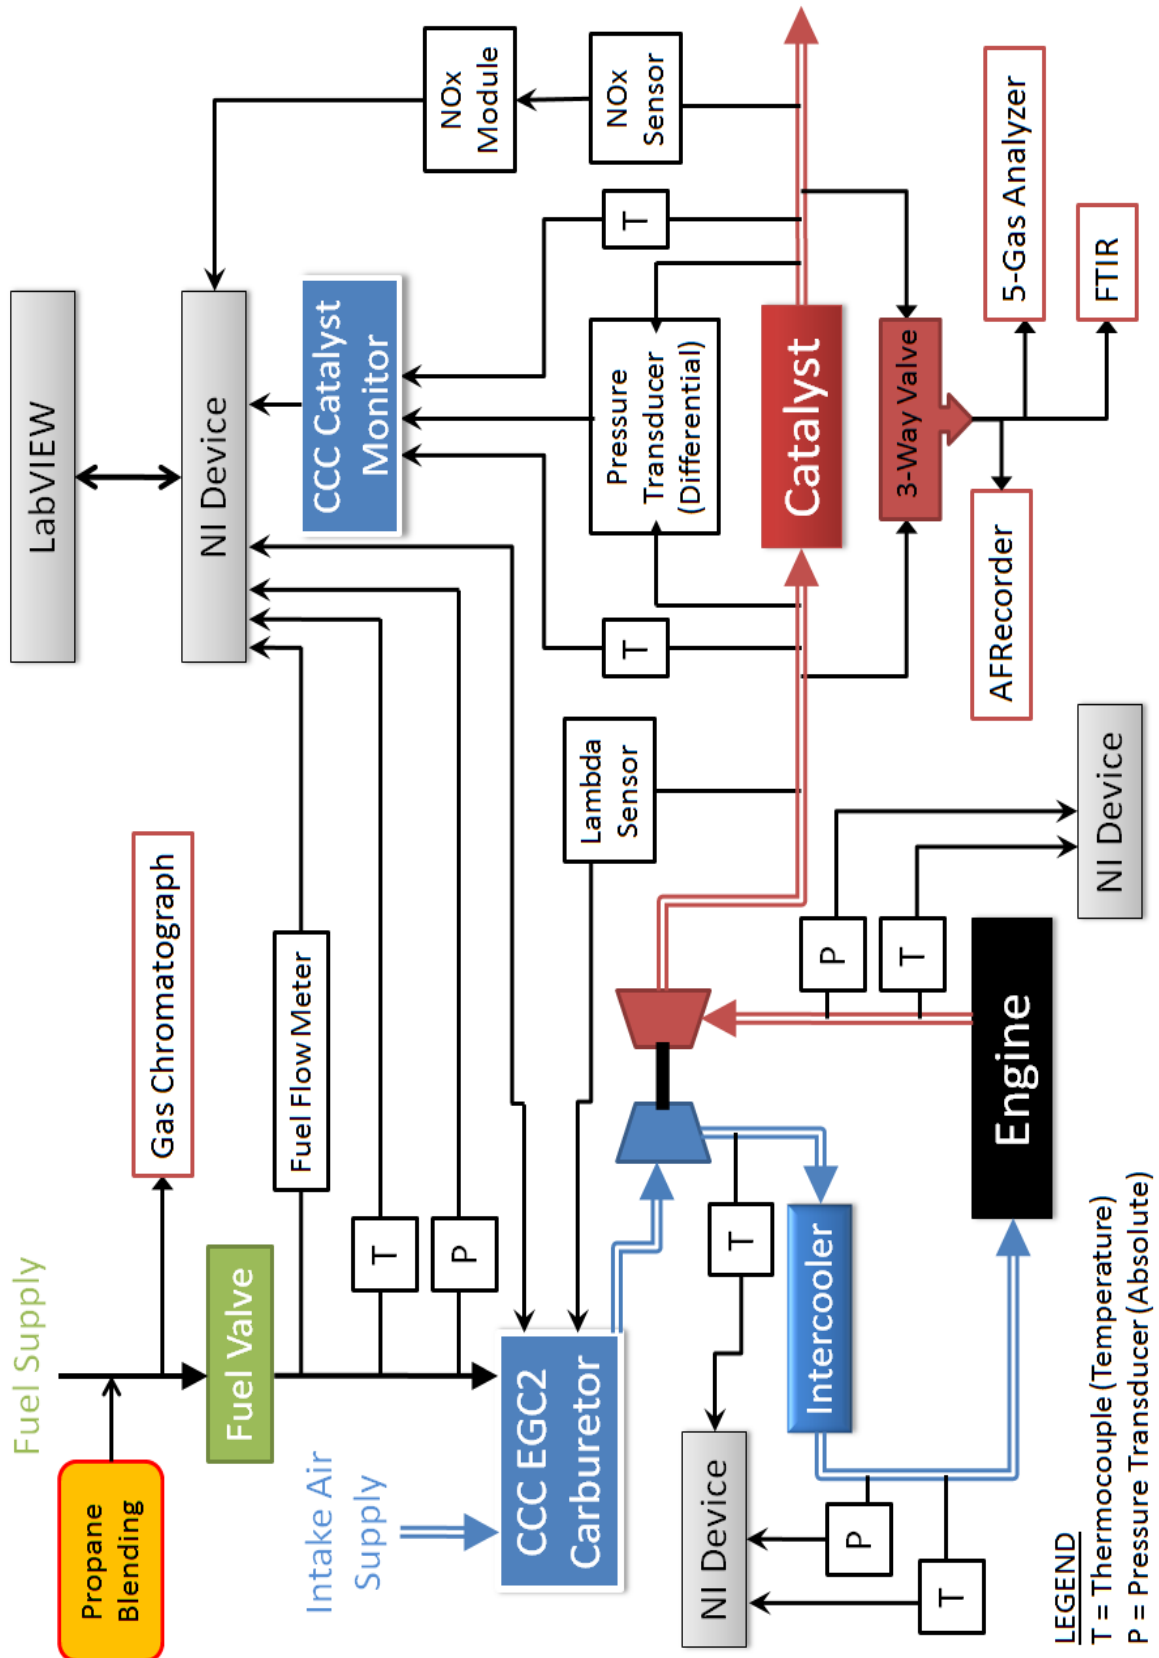 Fuel Supply
Propane
Blending
Gas Chromatograph
Fuel Valve
Fuel Flow Meter
T
P
Intake Air
Supply
CCC EGC2
Carburetor
LabVIEW
NI Device
CCC Catalyst
Monitor
NOx
Module
NOx
Sensor
T
T
Pressure
Transducer
(Differential)
Lambda
Sensor
Catalyst
3-Way Valve
5-Gas Analyzer
FTIR
AFRecorder
P
T
NI Device
Engine
T
Intercooler
NI Device
P
T
LEGEND
T = Thermocouple (Temperature)
P = Pressure Transducer (Absolute)